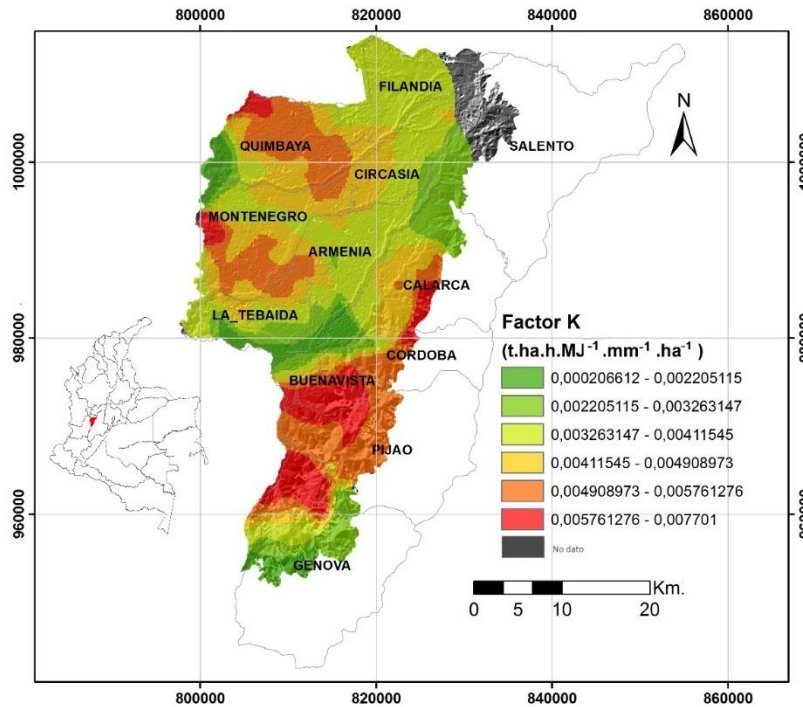 800000 820000 840000 860000
FILANDIA
N
QUIMBAYA
SALENTO
1000000 1000000
CIRCASIA
MONTENEGRO
ARMENIA
CALARCA
LA_TEBAIDA
Factor K
980000 980000
(t.ha.h.MJ⁻¹ .mm⁻¹ .ha⁻¹ )
CORDOBA
BUENAVISTA
0,000206612 - 0,002205115
0,002205115 - 0,003263147
0,003263147 - 0,00411545
PIJAO
0,00411545 - 0,004908973
0,004908973 - 0,005761276
960000 960000
0,005761276 - 0,007701
No dato
GENOVA
Km.
0 5 10 20
800000 820000 840000 860000